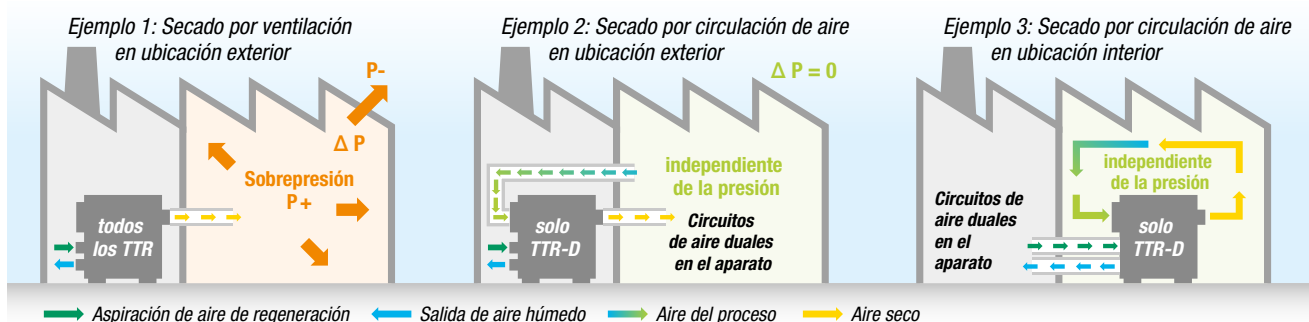 Ejemplo 1: Secado por ventilación
en ubicación exterior
P-
Δ P
Sobrepresión
P+
todos
los TTR
Ejemplo 2: Secado por circulación de aire
en ubicación exterior
Δ P = 0
independiente
de la presión
solo
TTR-D
Circuitos
de aire duales
en el aparato
Ejemplo 3: Secado por circulación de aire
en ubicación interior
independiente
de la presión
Circuitos de
aire duales
en el
aparato
solo
TTR-D
Aspiración de aire de regeneración
Salida de aire húmedo
Aire del proceso
Aire seco